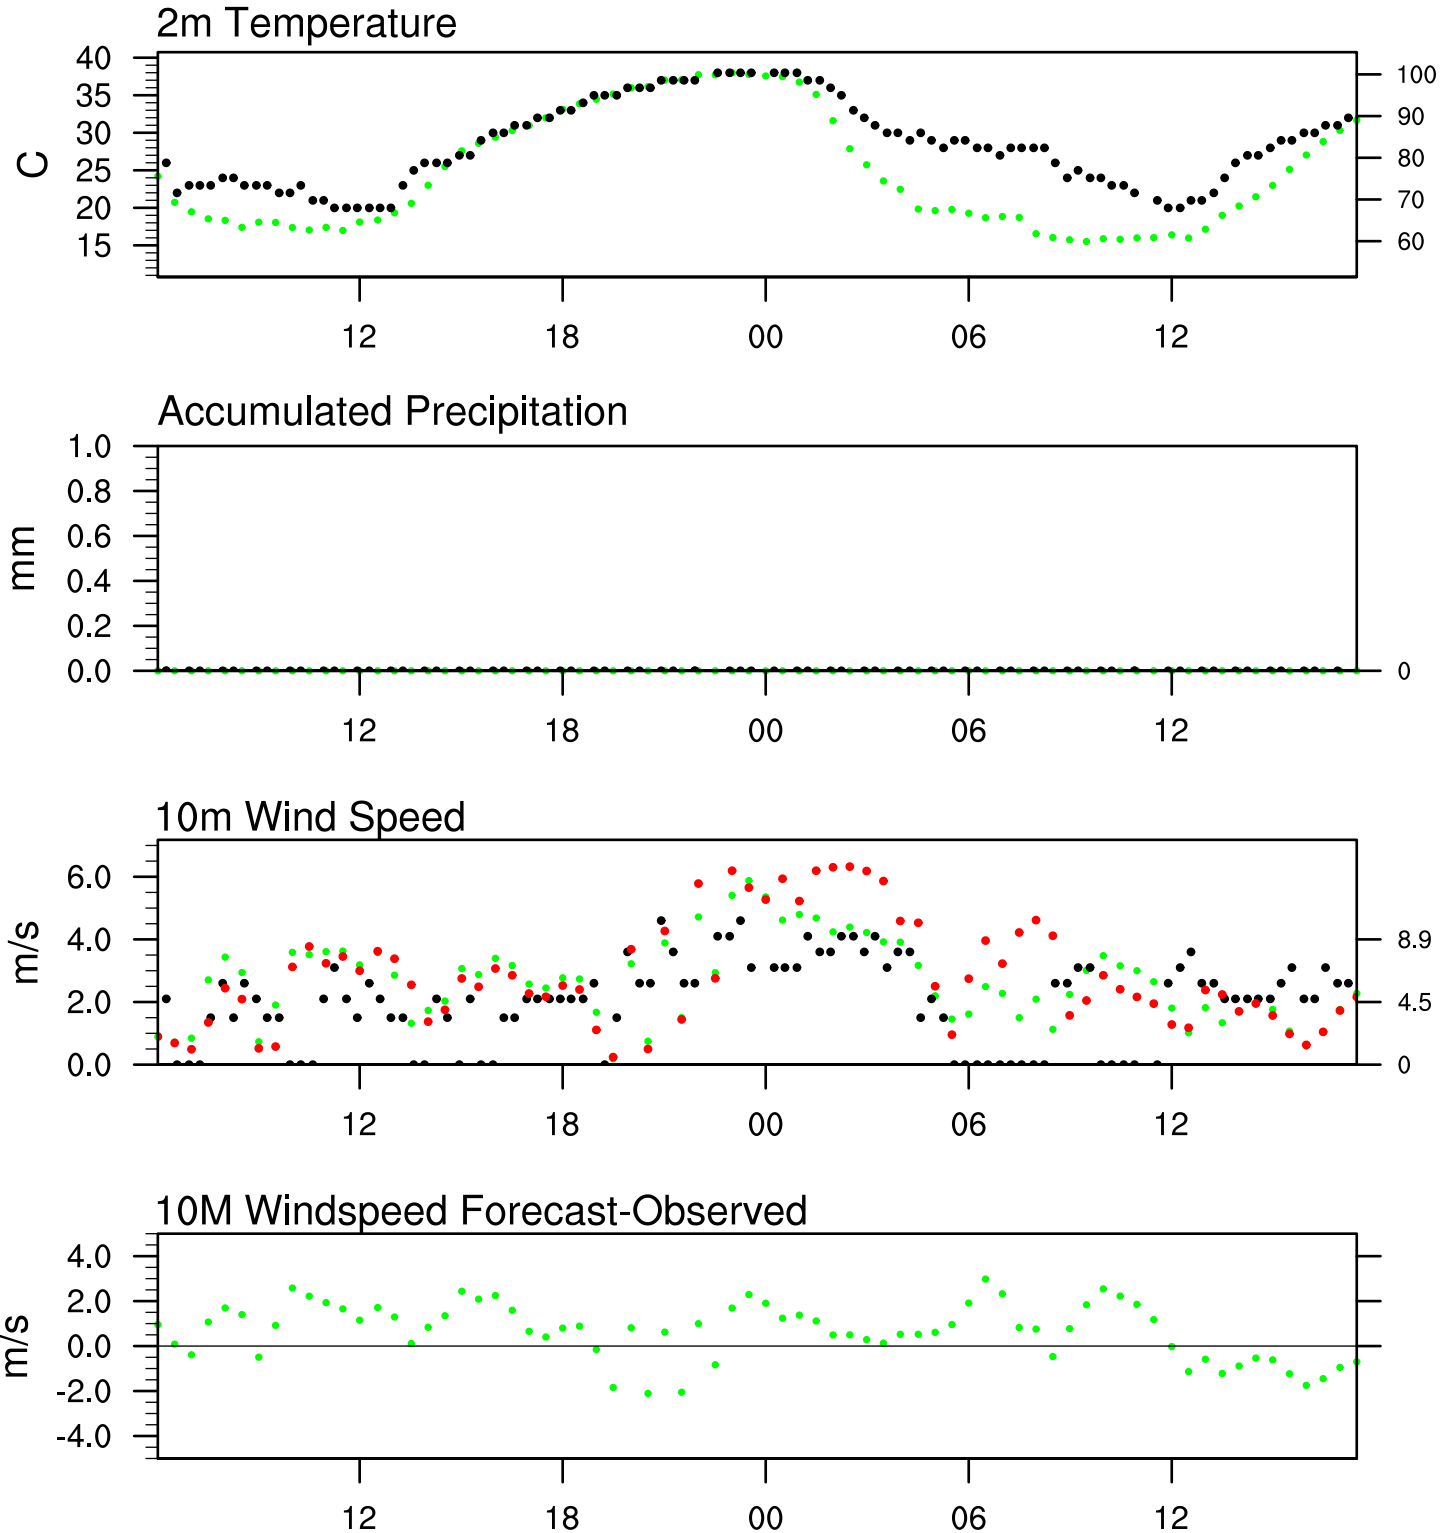 2m Temperature
40
35
30
25
20
15
C
100
90
80
70
60
12 18 00 06 12
Accumulated Precipitation
1.0
0.8
0.6
0.4
0.2
0.0
mm
0
12 18 00 06 12
10m Wind Speed
6.0
4.0
2.0
0.0
m/s
8.9
4.5
0
12 18 00 06 12
10M Windspeed Forecast-Observed
4.0
2.0
0.0
-2.0
-4.0
m/s
12 18 00 06 12